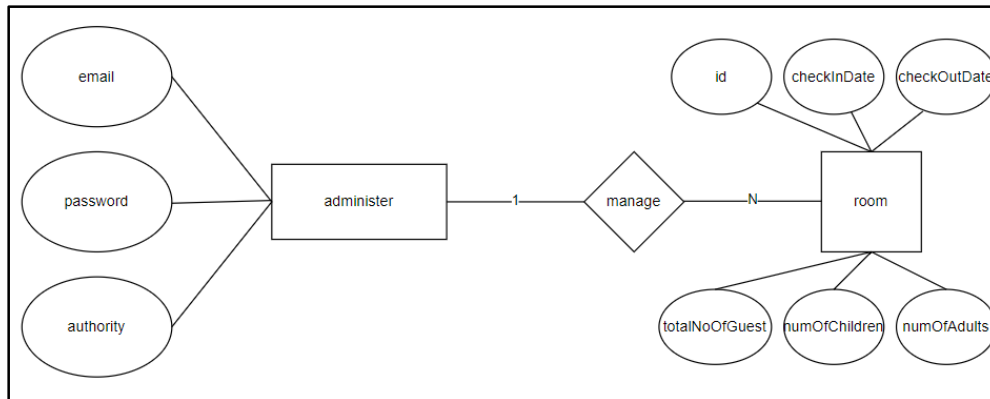 email
id
checkInDate
checkOutDate
password
administer
1
manage
N
room
authority
totalNoOfGuest
numOfChildren
numOfAdults